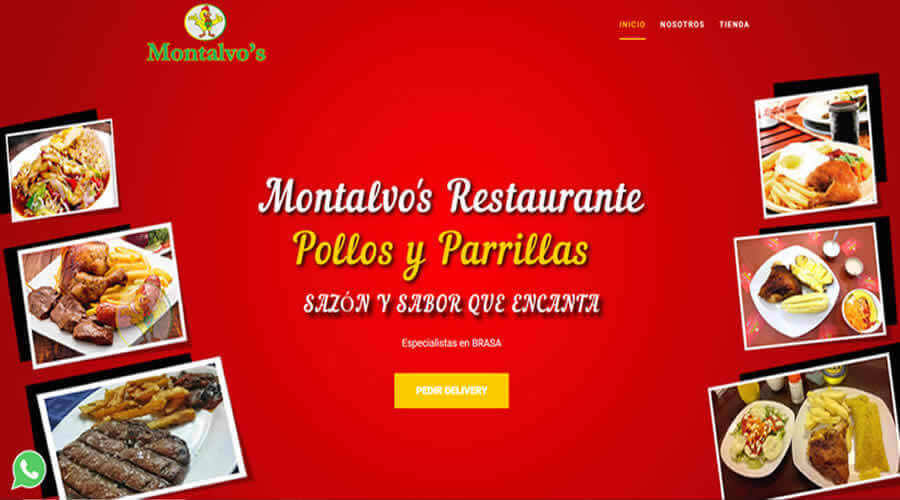 Montalvo's
INICIO NOSOTROS TIENDA
Montalvo's Restaurante
Pollos y Parrillas
SAZÓN Y SABOR QUE ENCANTA
Especialistas en BRASA
PEDIR DELIVERY